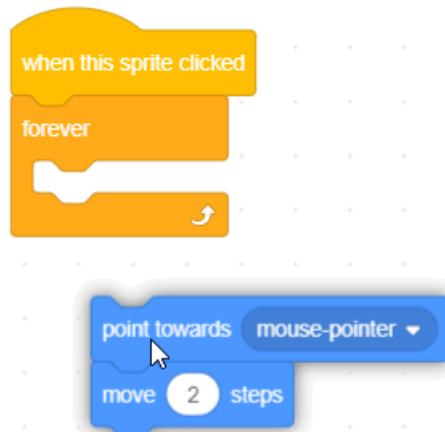 when this sprite clicked
forever
point towards mouse-pointer
move 2 steps